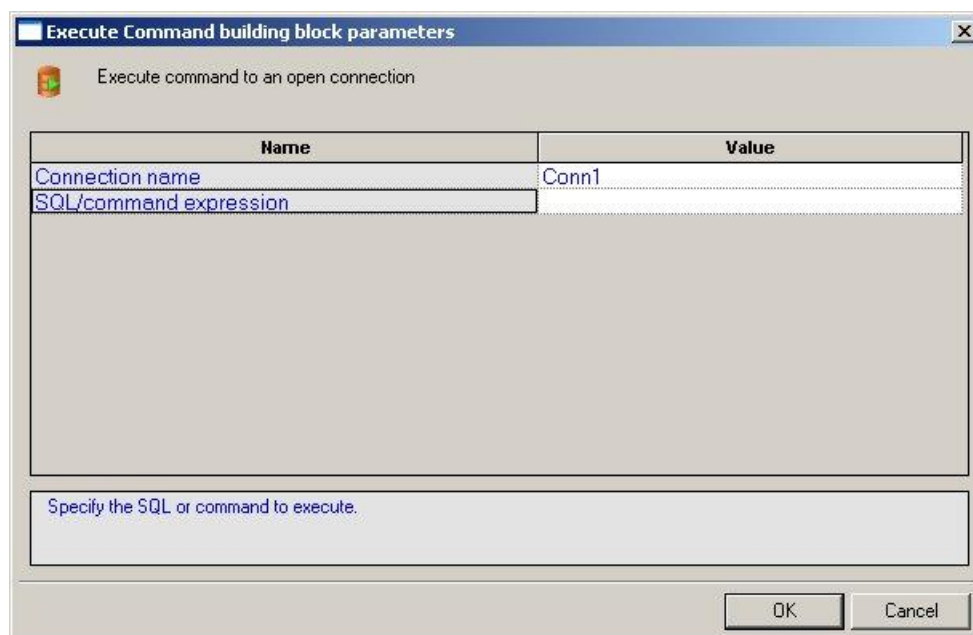 Execute Command building block parameters
Execute command to an open connection
Name Value
Connection name Conn1
SQL/command expression
Specify the SQL or command to execute.
OK Cancel